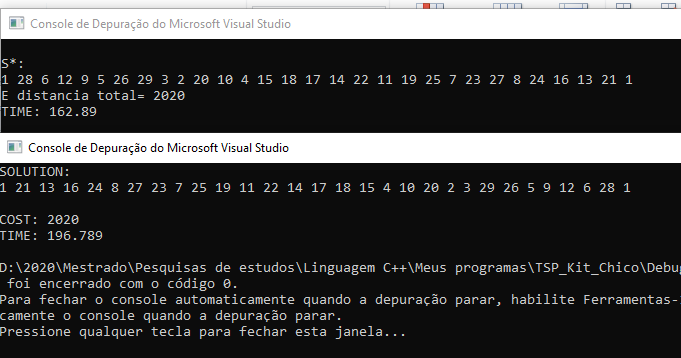 Console de Depuração do Microsoft Visual Studio
S*:
1 28 6 12 9 5 26 29 3 2 20 10 4 15 18 17 14 22 11 19 25 7 23 27 8 24 16 13 21 1
E distancia total= 2020
TIME: 162.89
Console de Depuração do Microsoft Visual Studio
SOLUTION:
1 21 13 16 24 8 27 23 7 25 19 11 22 14 17 18 15 4 10 20 2 3 29 26 5 9 12 6 28 1
COST: 2020
TIME: 196.789
D:\2020\Mestrado\Pesquisas de estudos\Linguagem C++\Meus programas\TSP_Kit_Chico\Debug
foi encerrado com o código 0.
Para fechar o console automaticamente quando a depuração parar, habilite Ferramentas-
camente o console quando a depuração parar.
Pressione qualquer tecla para fechar esta janela...